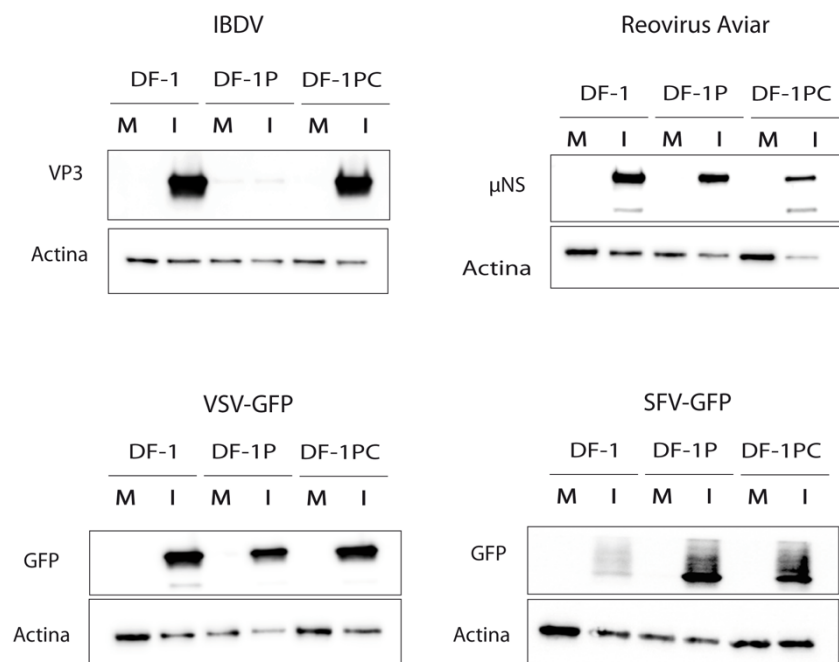 IBDV
DF-1 DF-1P DF-1PC
M I M I M I
VP3
Actina
Reovirus Aviar
DF-1 DF-1P DF-1PC
M I M I M I
μNS
Actina
VSV-GFP
DF-1 DF-1P DF-1PC
M I M I M I
GFP
Actina
SFV-GFP
DF-1 DF-1P DF-1PC
M I M I M I
GFP
Actina